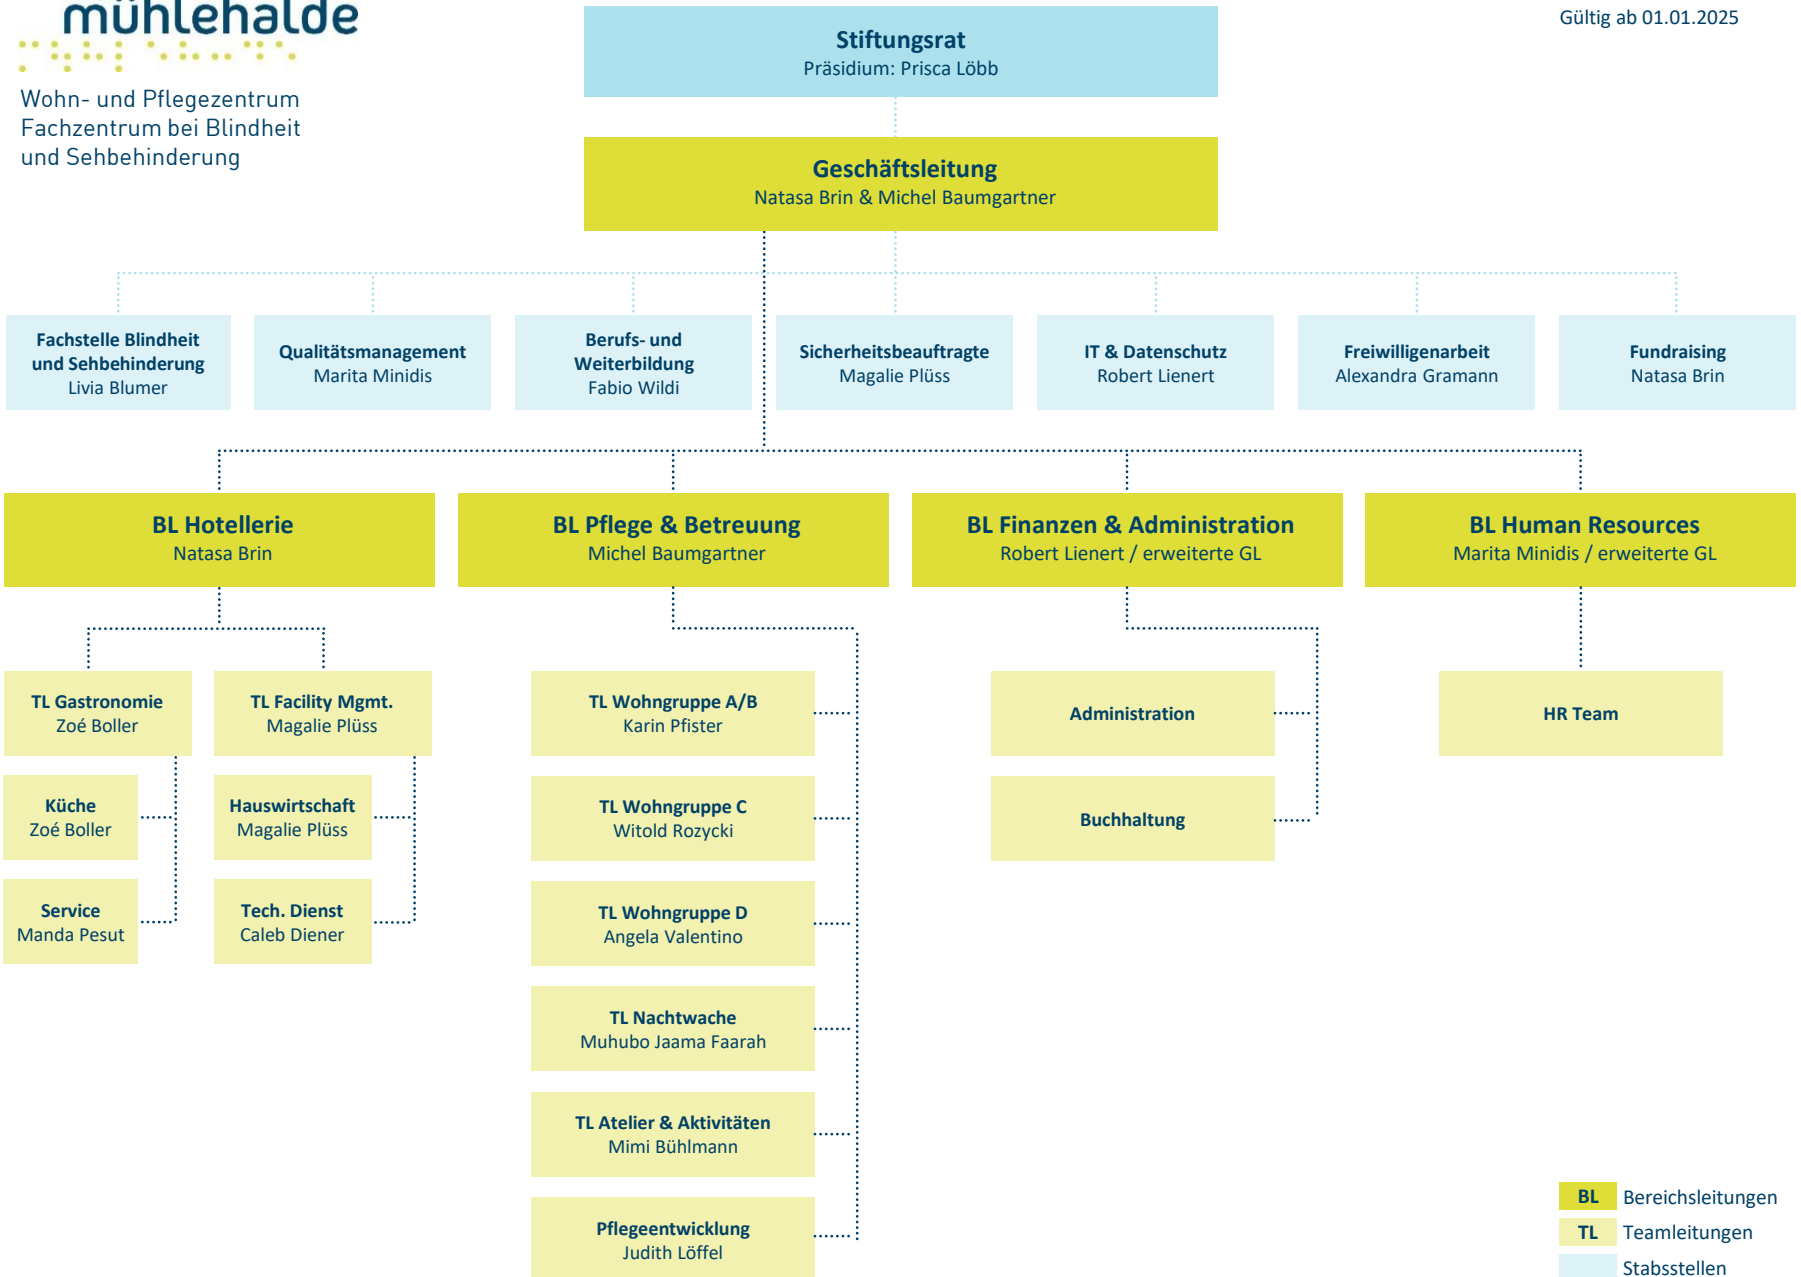 mühlehalde
Wohn- und Pflegezentrum
Fachzentrum bei Blindheit
und Sehbehinderung
Gültig ab 01.01.2025
Stiftungsrat
Präsidium: Prisca Löbb
Geschäftsleitung
Natasa Brin & Michel Baumgartner
Fachstelle Blindheit
und Sehbehinderung
Livia Blumer
Qualitätsmanagement
Marita Minidis
Berufs- und
Weiterbildung
Fabio Wildi
Sicherheitsbeauftragte
Magalie Plüss
IT & Datenschutz
Robert Lienert
Freiwilligenarbeit
Alexandra Gramann
Fundraising
Natasa Brin
BL Hotellerie
Natasa Brin
BL Pflege & Betreuung
Michel Baumgartner
BL Finanzen & Administration
Robert Lienert / erweiterte GL
BL Human Resources
Marita Minidis / erweiterte GL
TL Gastronomie
Zoé Boller
TL Facility Mgmt.
Magalie Plüss
Küche
Zoé Boller
Hauswirtschaft
Magalie Plüss
Service
Manda Pesut
Tech. Dienst
Caleb Diener
TL Wohngruppe A/B
Karin Pfister
TL Wohngruppe C
Witold Rozycki
TL Wohngruppe D
Angela Valentino
TL Nachtwache
Muhubo Jaama Faarah
TL Atelier & Aktivitäten
Mimi Bühlmann
Pflegeentwicklung
Judith Löffel
Administration
Buchhaltung
HR Team
BL Bereichsleitungen
TL Teamleitungen
Stabsstellen